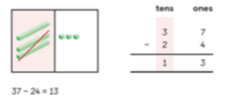 tens ones
3 7
− 2 4
1 3
37 − 24 = 13